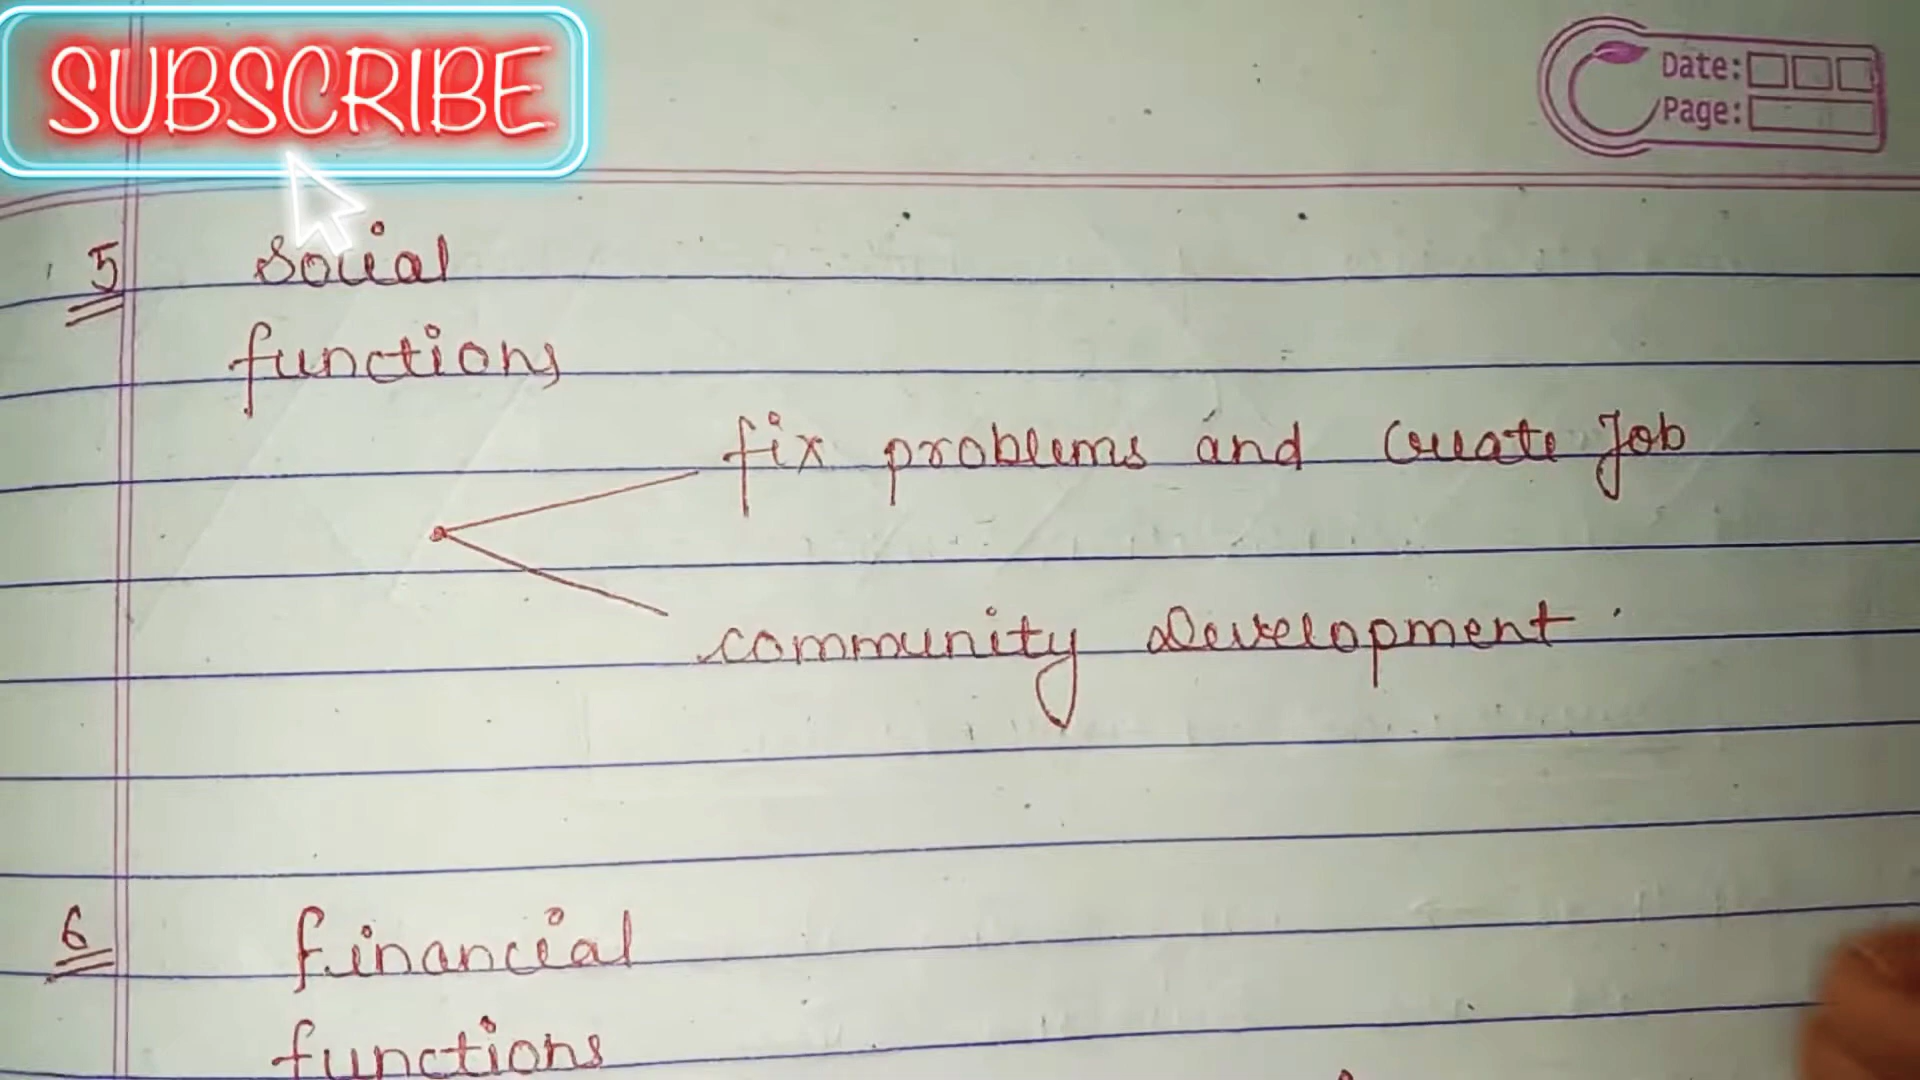 SUBSCRIBE
Date:
Page:
5 Social
functions
fix problems and create Job
community development
6 financial
functions